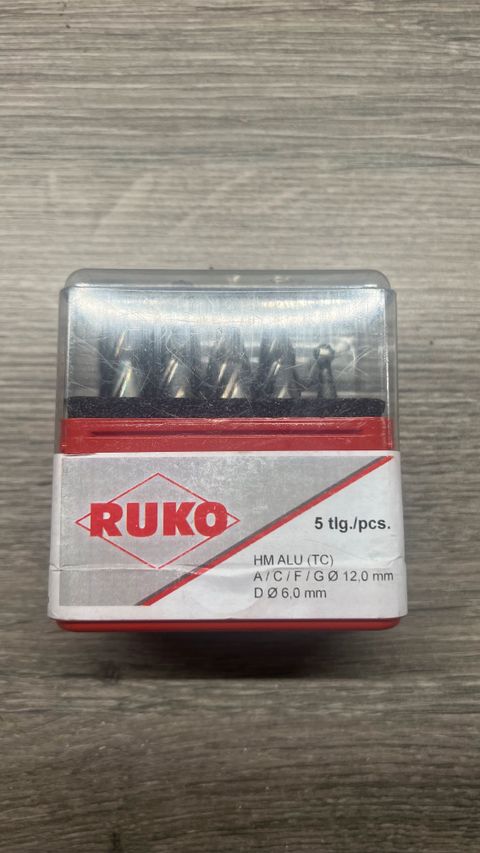 RUKO
5 tlg./pcs.
HM ALU (TC)
A / C / F / G Ø 12,0 mm
D Ø 6,0 mm